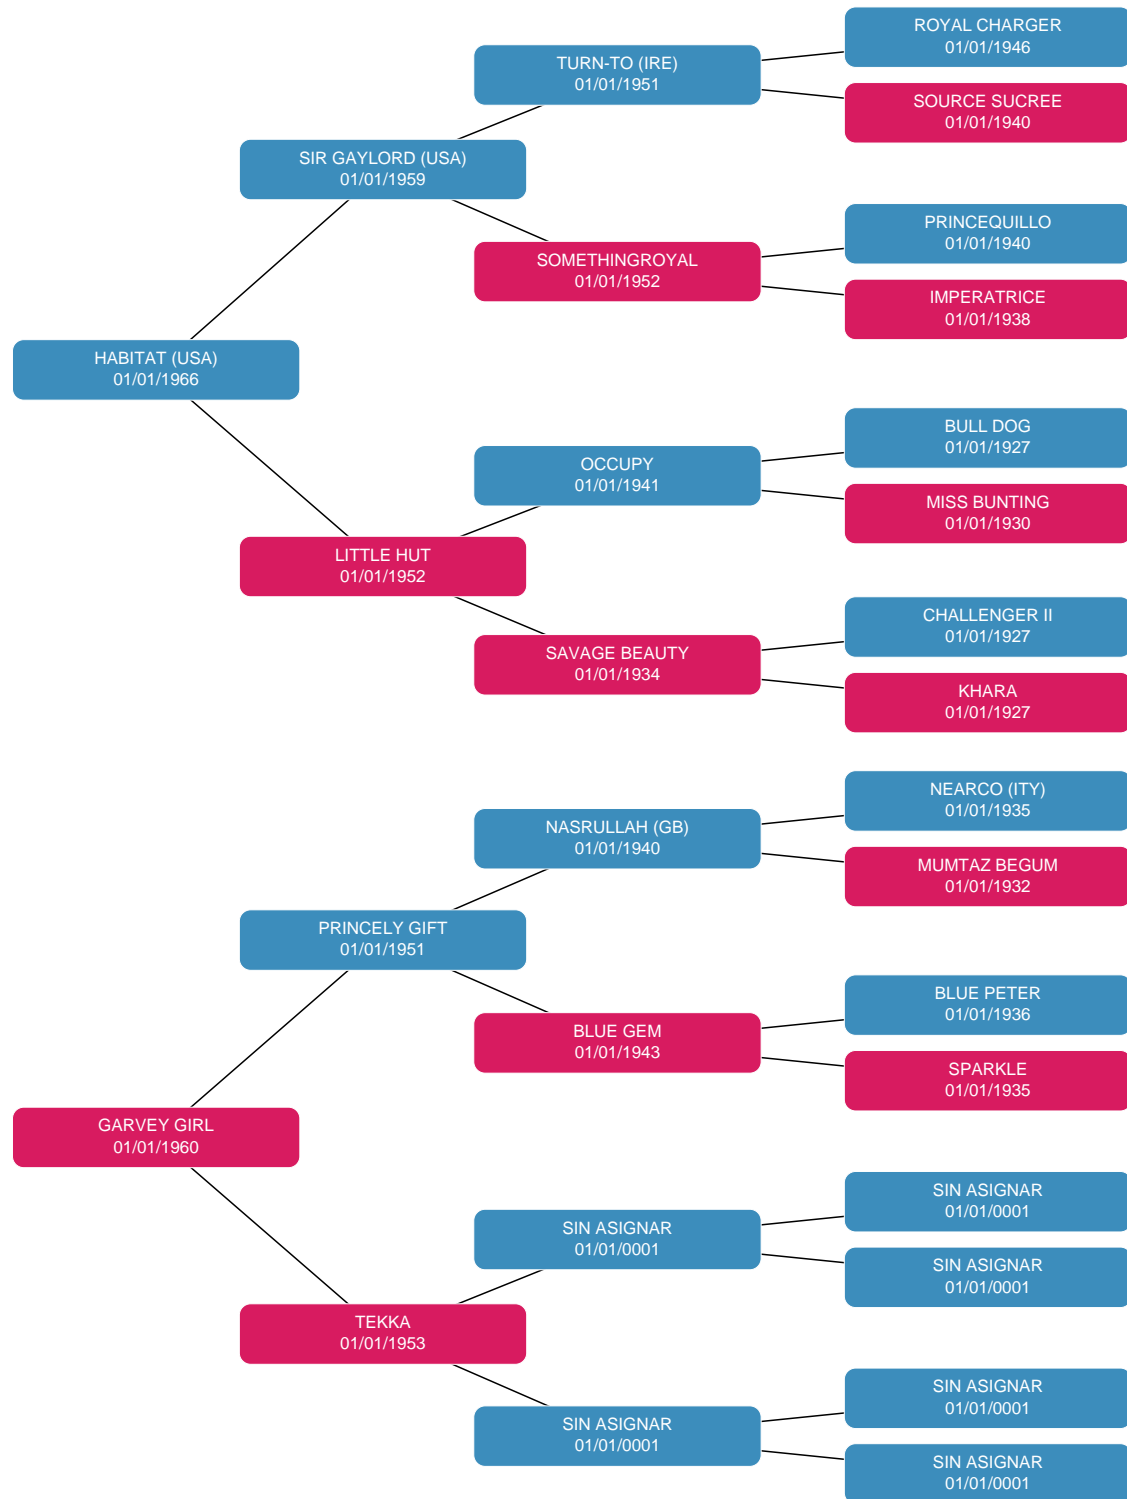 ROYAL CHARGER
01/01/1946
TURN-TO (IRE)
01/01/1951
SOURCE SUCREE
01/01/1940
SIR GAYLORD (USA)
01/01/1959
PRINCEQUILLO
01/01/1940
SOMETHINGROYAL
01/01/1952
IMPERATRICE
01/01/1938
HABITAT (USA)
01/01/1966
BULL DOG
01/01/1927
OCCUPY
01/01/1941
MISS BUNTING
01/01/1930
LITTLE HUT
01/01/1952
CHALLENGER II
01/01/1927
SAVAGE BEAUTY
01/01/1934
KHARA
01/01/1927
NEARCO (ITY)
01/01/1935
NASRULLAH (GB)
01/01/1940
MUMTAZ BEGUM
01/01/1932
PRINCELY GIFT
01/01/1951
BLUE PETER
01/01/1936
BLUE GEM
01/01/1943
SPARKLE
01/01/1935
GARVEY GIRL
01/01/1960
SIN ASIGNAR
01/01/0001
SIN ASIGNAR
01/01/0001
SIN ASIGNAR
01/01/0001
TEKKA
01/01/1953
SIN ASIGNAR
01/01/0001
SIN ASIGNAR
01/01/0001
SIN ASIGNAR
01/01/0001